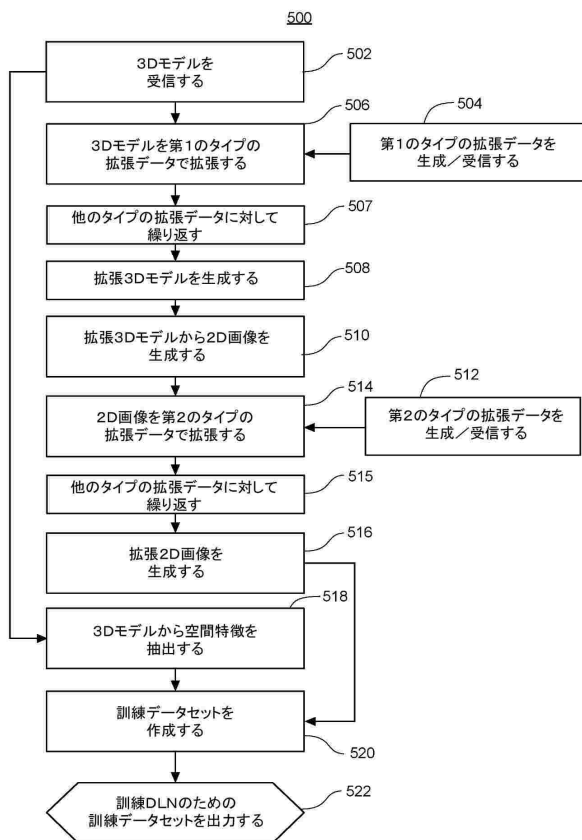 500
3Dモデルを
受信する
502
504
506
3Dモデルを第1のタイプの
拡張データで拡張する
第1のタイプの拡張データを
生成／受信する
507
他のタイプの拡張データに対して
繰り返す
拡張3Dモデルを生成する
508
拡張3Dモデルから2D画像を
生成する
510
512
514
2D画像を第2のタイプの
拡張データで拡張する
第2のタイプの拡張データを
生成／受信する
他のタイプの拡張データに対して
繰り返す
515
516
拡張2D画像を
生成する
518
3Dモデルから空間特徴を
抽出する
訓練データセットを
作成する
520
訓練DLNのための
訓練データセットを出力する
522